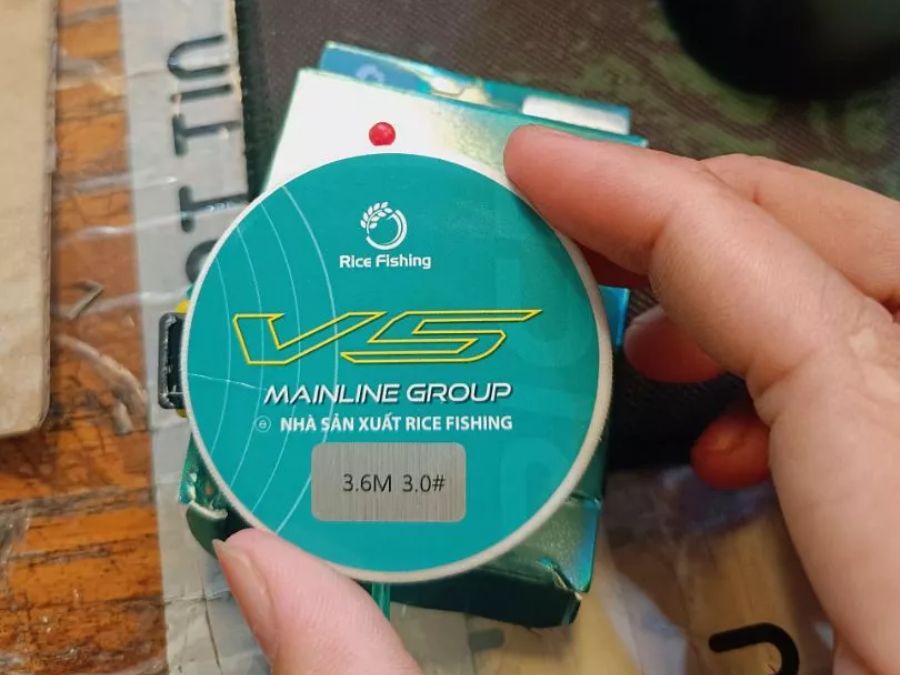 Rice Fishing
VS
MAINLINE GROUP
NHÀ SẢN XUẤT RICE FISHING
3.6M 3.0#